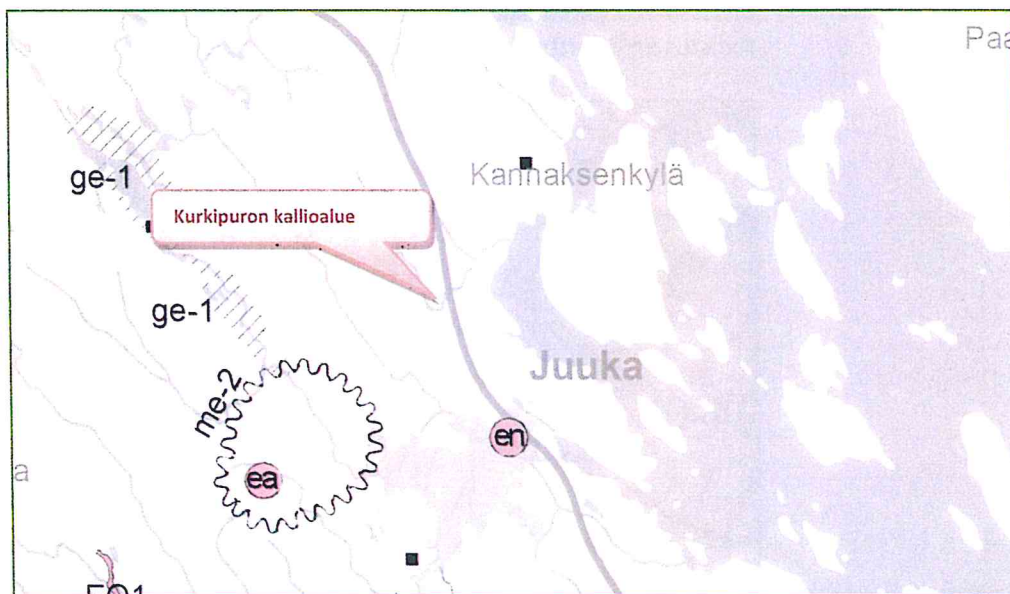 Paa
ge-1
Kannaksenkylä
Kurkipuron kallioalue
ge-1
Juuka
me-2
en
ea
a